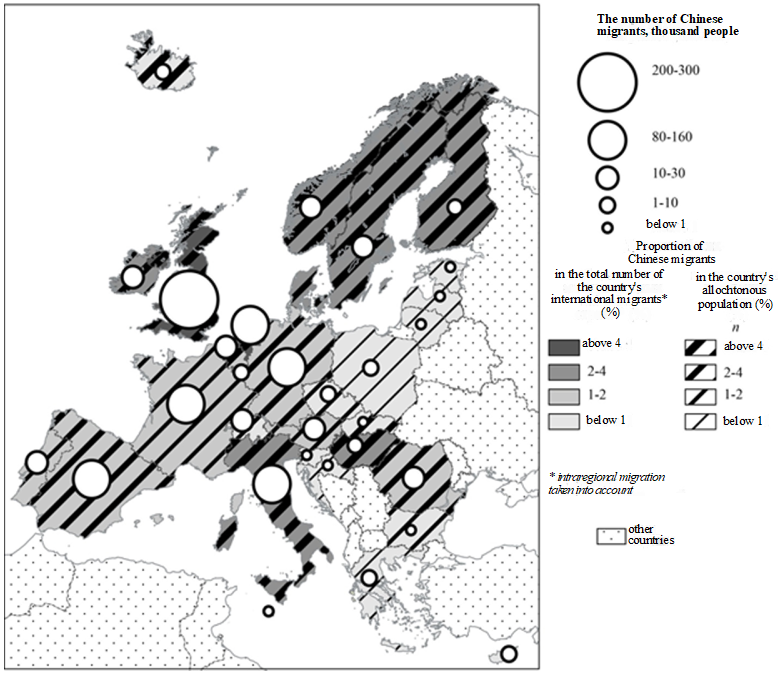 The number of Chinese
migrants, thousand people
200-300
80-160
10-30
1-10
below 1
Proportion of
Chinese migrants
in the total number of
the country's
international migrants*
(%)
in the country's
allochtonous
population (%)
n
above 4
2-4
1-2
below 1
above 4
2-4
1-2
below 1
* intraregional migration
taken into account
other
countries